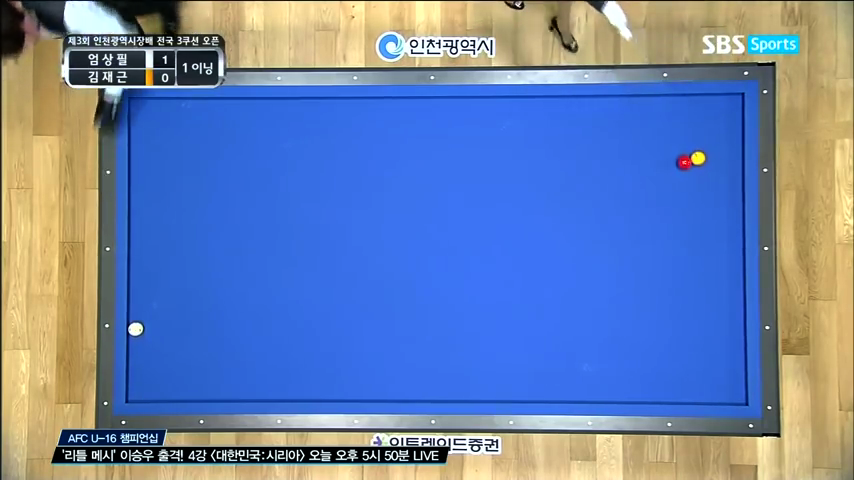 제3회 인천광역시장배 전국 3쿠션 오픈
엄상필 1
김재근 0
1 이닝
인천광역시
SBS Sports
이트레이드증권
AFC U-16 챔피언십
'리틀 메시' 이승우 출격! 4강 <대한민국:시리아> 오늘 오후 5시 50분 LIVE